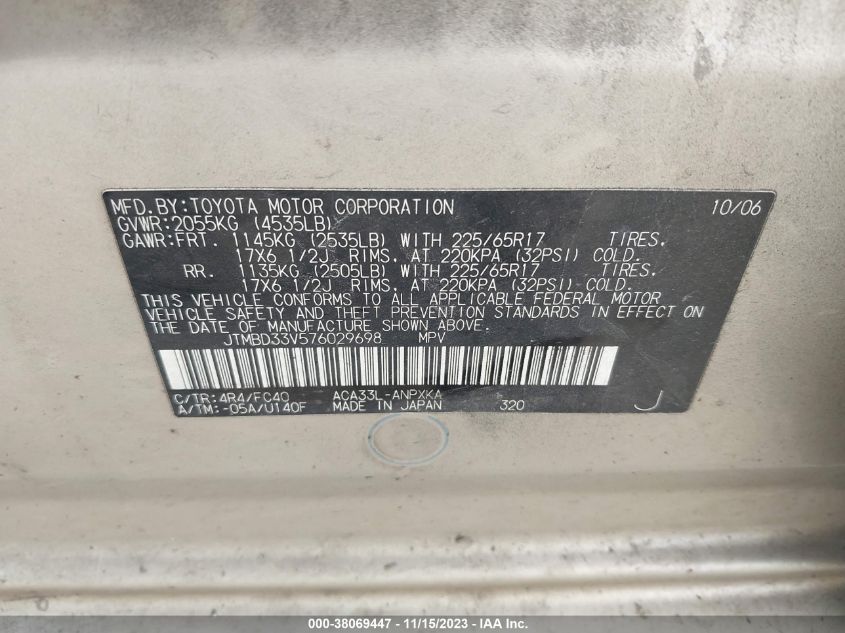 MFD.BY:TOYOTA MOTOR CORPORATION 10/06
GVWR:2055KG (4535LB)
GAWR:FRT. 1145KG (2535LB) WITH 225/65R17 TIRES,
17X6 1/2J RIMS, AT 220KPA (32PSI) COLD.
RR. 1135KG (2505LB) WITH 225/65R17 TIRES,
17X6 1/2J RIMS, AT 220KPA (32PSI) COLD.
THIS VEHICLE CONFORMS TO ALL APPLICABLE FEDERAL MOTOR
VEHICLE SAFETY AND THEFT PREVENTION STANDARDS IN EFFECT ON
THE DATE OF MANUFACTURE SHOWN ABOVE.
JTMBD33V576029698 MPV
C/TR:4R4/FC40 ACA33L-ANPXKA
A/TM:-05A/U140F MADE IN JAPAN 320 J
000-38069447 - 11/15/2023 - IAA Inc.